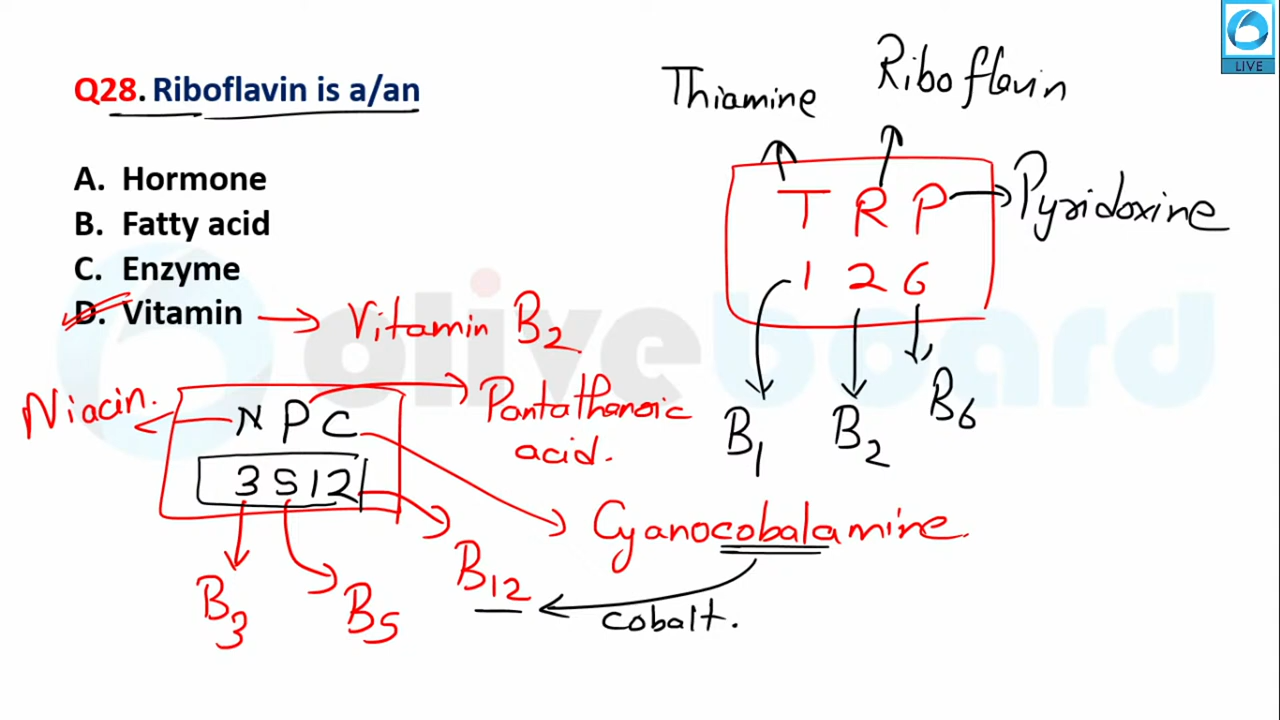 LIVE
Q28. Riboflavin is a/an
A. Hormone
B. Fatty acid
C. Enzyme
D. Vitamin → Vitamin B2
Thiamine
Riboflavin
T R P → Pyridoxine
1 2 6
B1 B2 B6
Niacin.
N P C
Pantathanoic
acid.
3 5 12
Cyanocobalamine.
B3 B5 B12
cobalt.
oliveboard